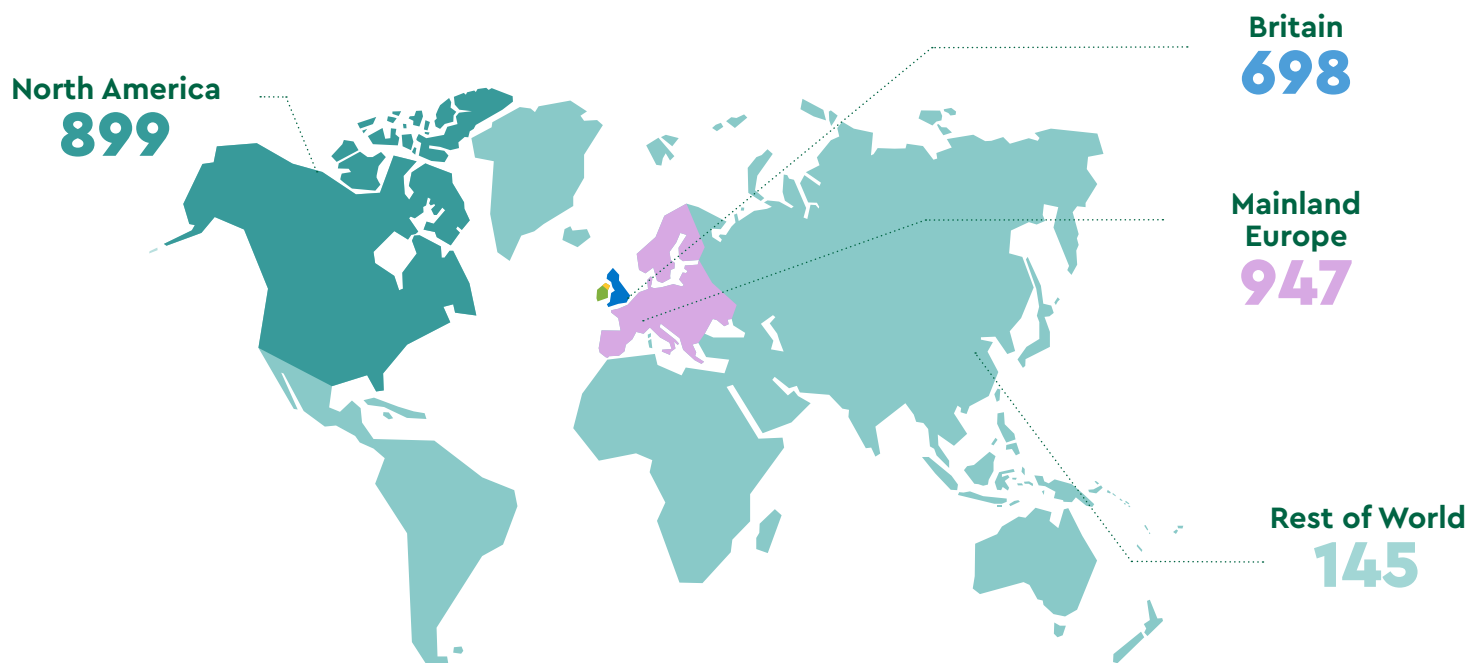 Britain
698
North America
899
Mainland
Europe
947
Rest of World
145